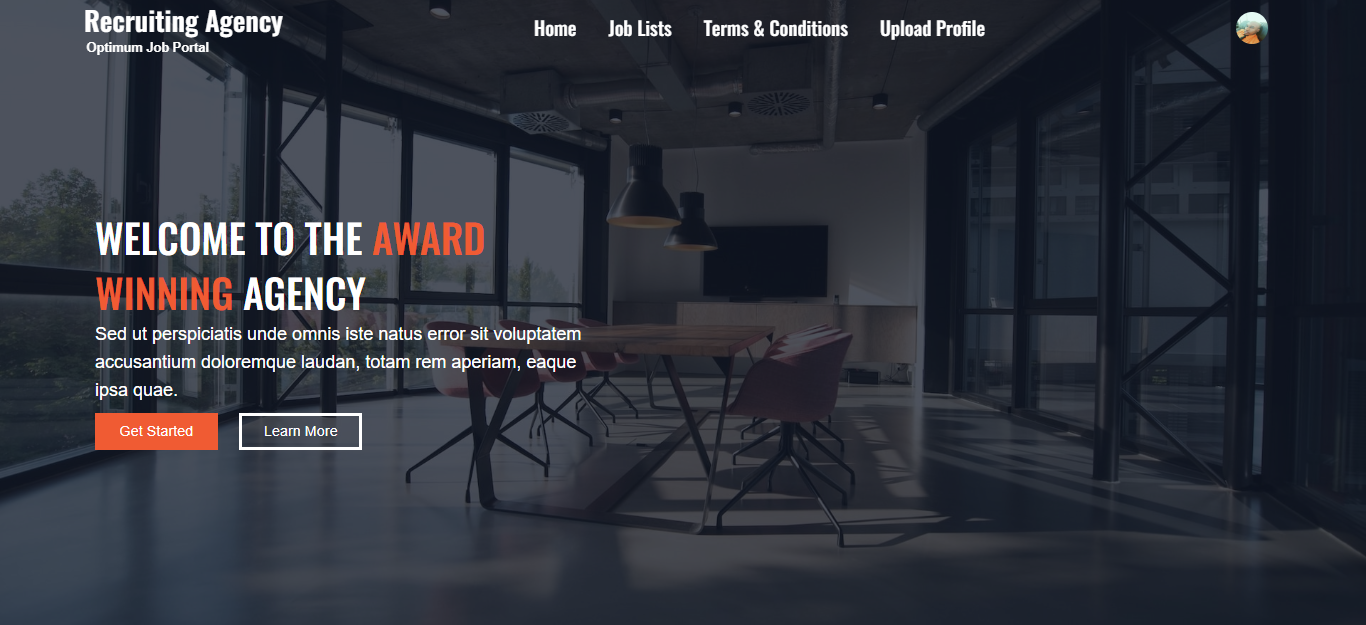 Recruiting Agency
Optimum Job Portal
Home Job Lists Terms & Conditions Upload Profile
WELCOME TO THE AWARD
WINNING AGENCY
Sed ut perspiciatis unde omnis iste natus error sit voluptatem
accusantium doloremque laudan, totam rem aperiam, eaque
ipsa quae.
Get Started Learn More